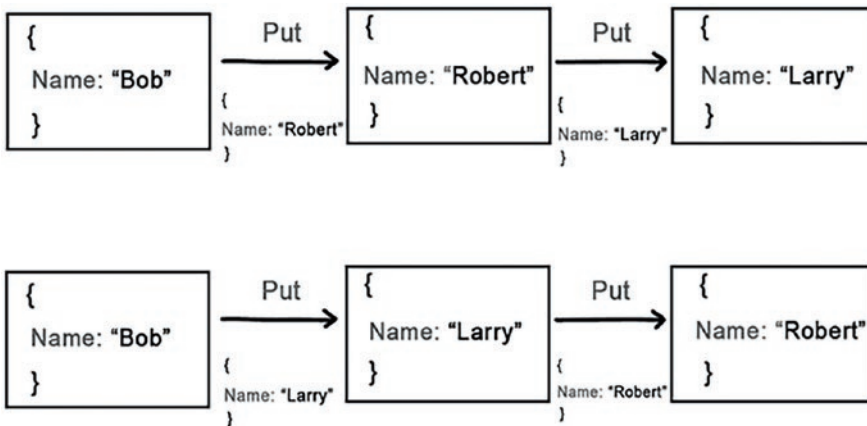 {
Name: “Bob”
}
Put
{
Name: “Robert”
}
{
Name: “Robert”
}
Put
{
Name: “Larry”
}
{
Name: “Larry”
}
{
Name: “Bob”
}
Put
{
Name: “Larry”
}
{
Name: “Larry”
}
Put
{
Name: “Robert”
}
{
Name: “Robert”
}